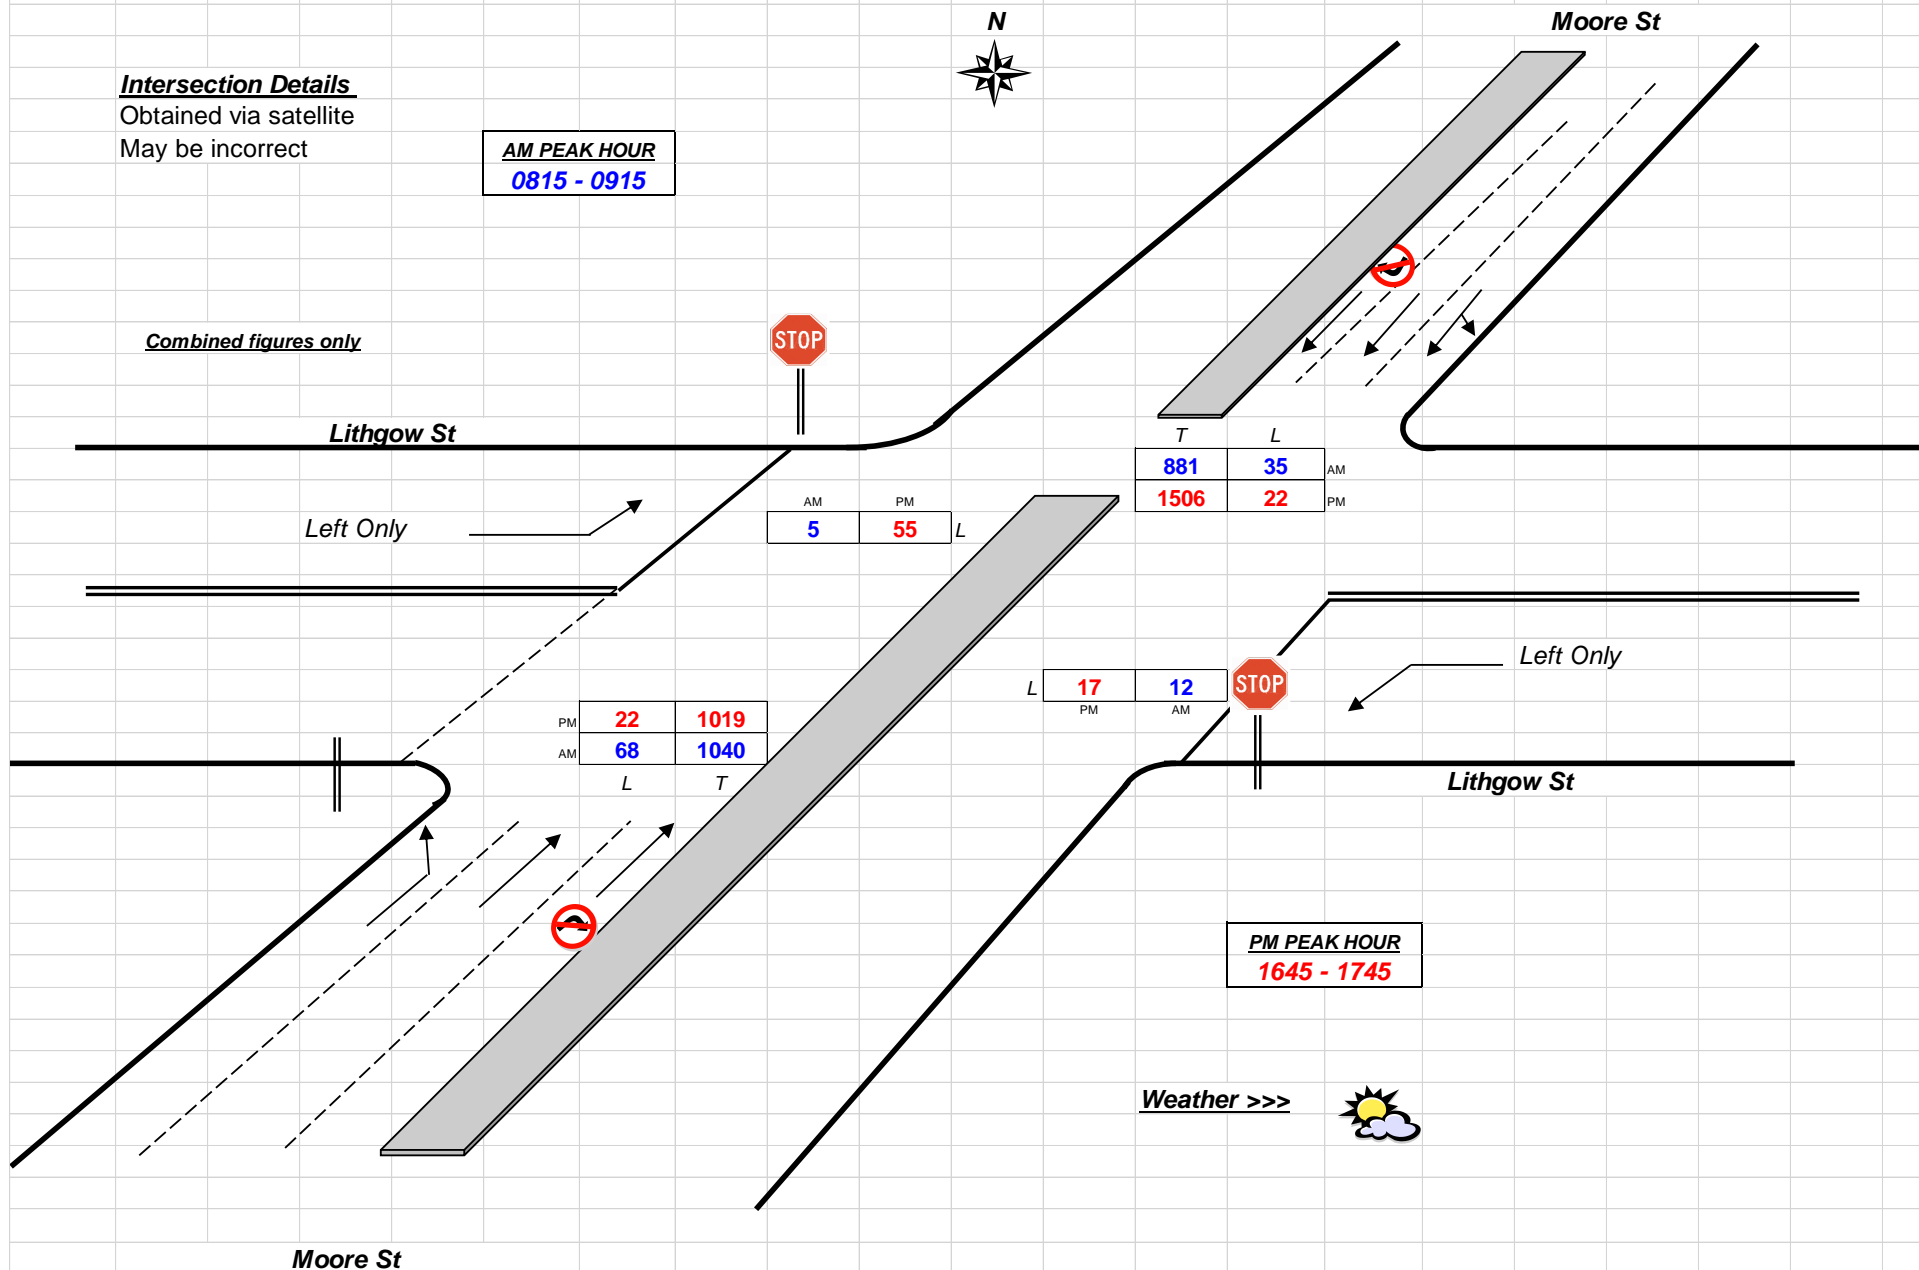 N
Moore St
Intersection Details
Obtained via satellite
May be incorrect
AM PEAK HOUR
0815 - 0915
Combined figures only
STOP
Lithgow St
T L
881 35 AM
1506 22 PM
AM PM
5 55 L
Left Only
Left Only
L 17 12
PM AM
STOP
PM 22 1019
AM 68 1040
L T
Lithgow St
PM PEAK HOUR
1645 - 1745
Weather >>>
Moore St